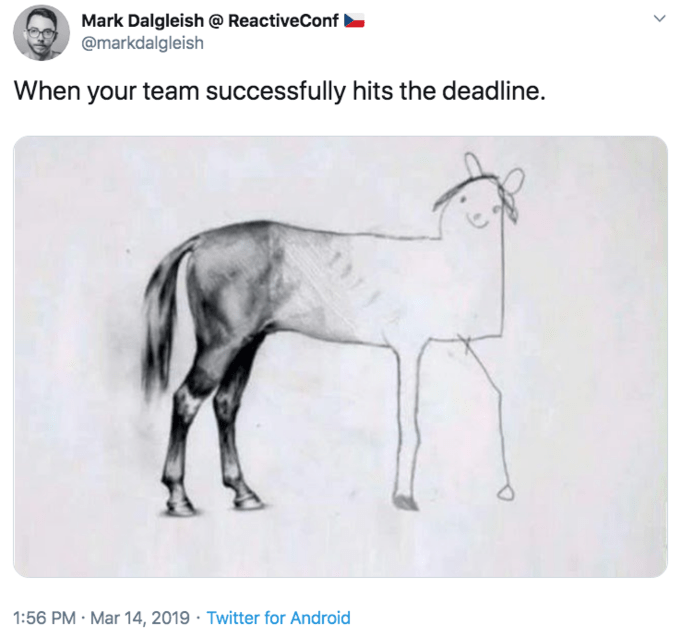 Mark Dalgleish @ ReactiveConf 🇨🇿
@markdalgleish
When your team successfully hits the deadline.
1:56 PM · Mar 14, 2019 · Twitter for Android